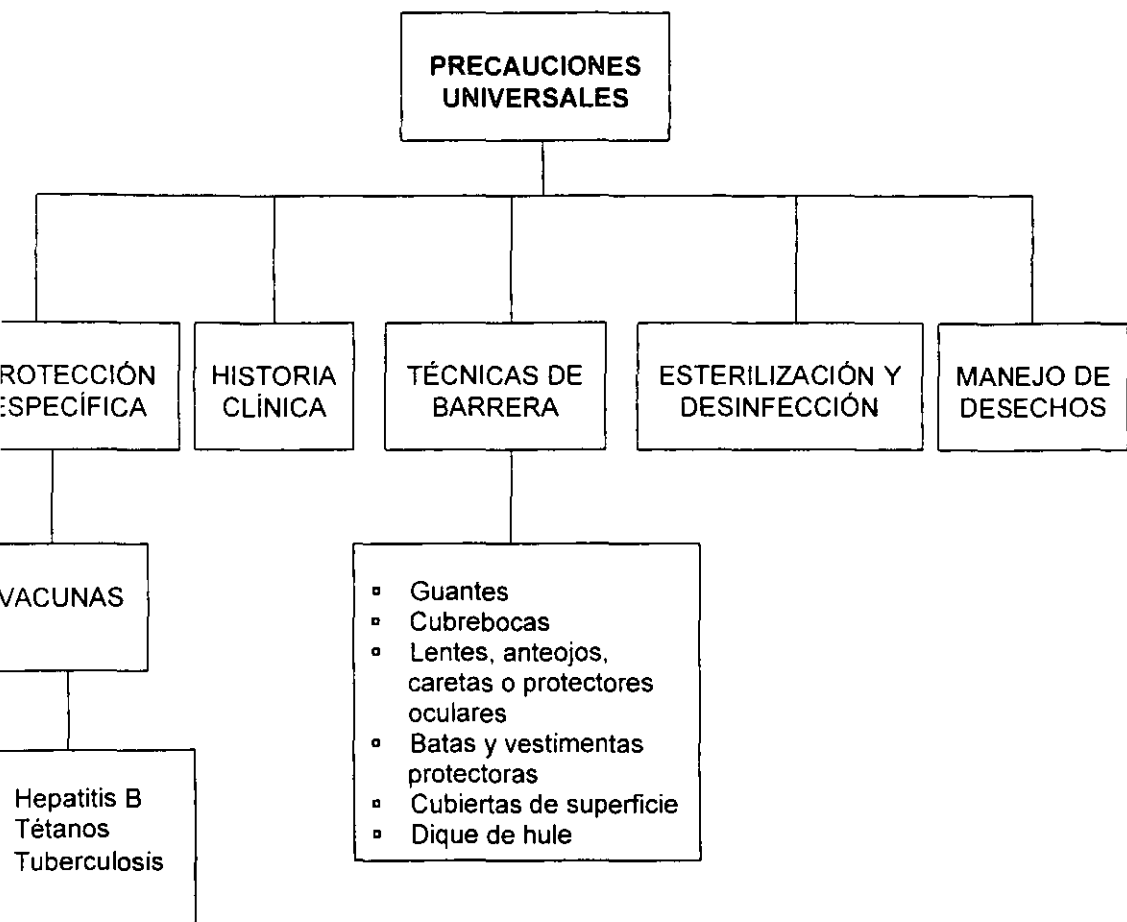 PRECAUCIONES
UNIVERSALES
ROTECCIÓN
ESPECÍFICA
HISTORIA
CLÍNICA
TÉCNICAS DE
BARRERA
ESTERILIZACIÓN Y
DESINFECCIÓN
MANEJO DE
DESECHOS
VACUNAS
Hepatitis B
Tétanos
Tuberculosis
▫ Guantes
▫ Cubrebocas
▫ Lentes, anteojos,
caretas o protectores
oculares
▫ Batas y vestimentas
protectoras
▫ Cubiertas de superficie
▫ Dique de hule